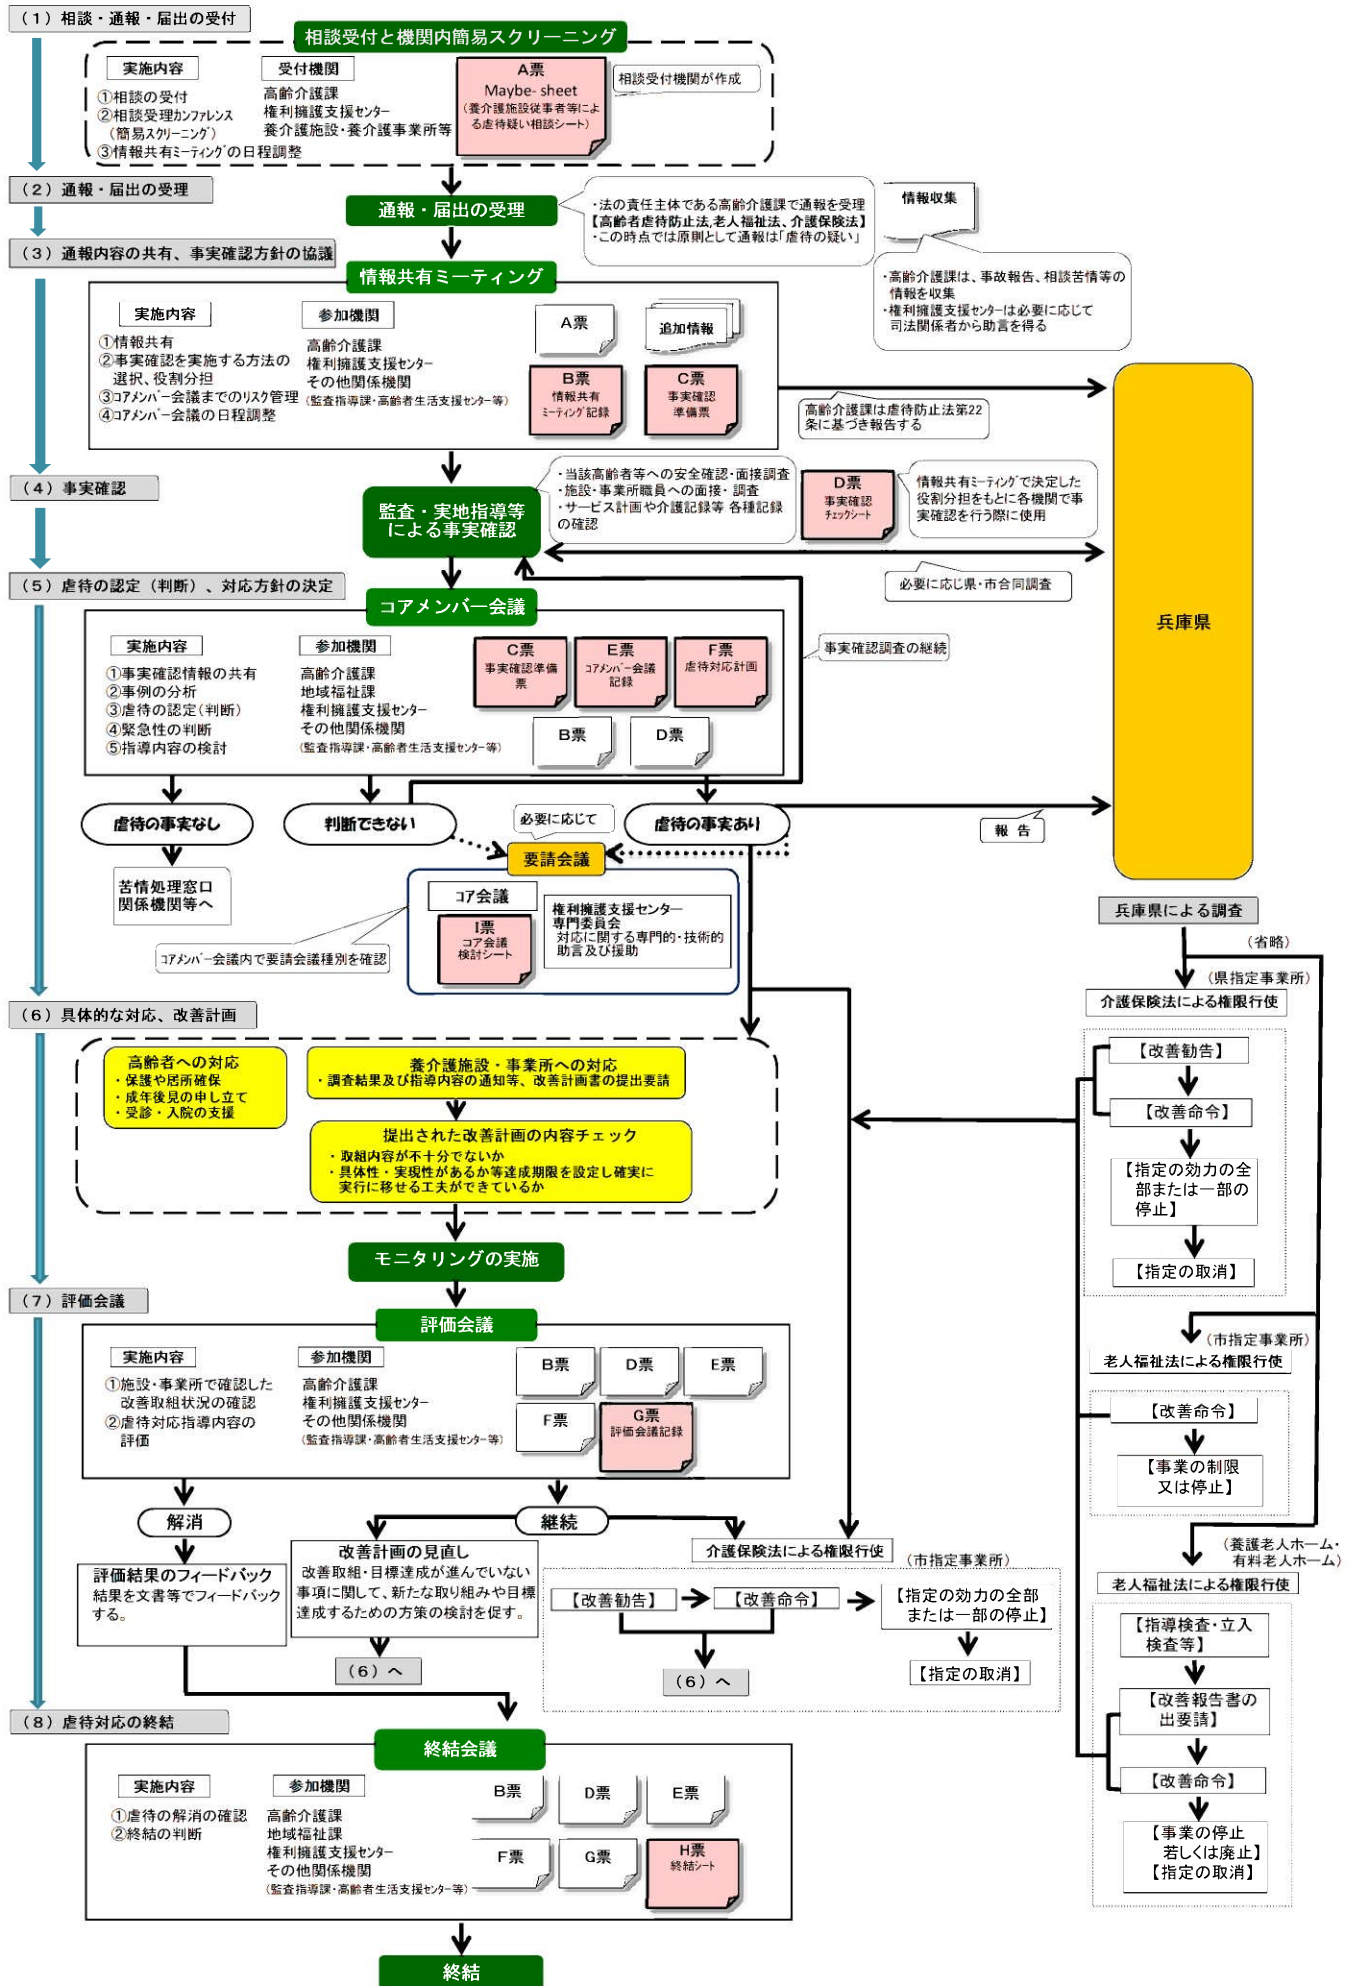 （１）相談・通報・届出の受付
相談受付と機関内簡易スクリーニング
実施内容
①相談の受付
②相談受理カンファレンス
（簡易スクリーニング）
③情報共有ミーティングの日程調整
受付機関
高齢介護課
権利擁護支援センター
養介護施設・養介護事業所等
A票
Maybe- sheet
（養介護施設従事者等によ
る虐待疑い相談シート）
相談受付機関が作成
（２）通報・届出の受理
通報・届出の受理
・法の責任主体である高齢介護課で通報を受理
【高齢者虐待防止法,老人福祉法、介護保険法】
・この時点では原則として通報は「虐待の疑い」
情報収集
・高齢介護課は、事故報告、相談苦情等の
情報を収集
・権利擁護支援センターは必要に応じて
司法関係者から助言を得る
（３）通報内容の共有、事実確認方針の協議
情報共有ミーティング
実施内容
①情報共有
②事実確認を実施する方法の
選択、役割分担
③コアメンバー会議までのリスク管理
④コアメンバー会議の日程調整
参加機関
高齢介護課
権利擁護支援センター
その他関係機関
（監査指導課・高齢者生活支援センター等）
A票
追加情報
B票
情報共有
ミーティング記録
C票
事実確認
準備票
高齢介護課は虐待防止法第22
条に基づき報告する
兵庫県
（４）事実確認
監査・実地指導等
による事実確認
・当該高齢者等への安全確認・面接調査
・施設・事業所職員への面接・調査
・サービス計画や介護記録等 各種記録
の確認
D票
事実確認
チェックシート
情報共有ミーティングで決定した
役割分担をもとに各機関で事
実確認を行う際に使用
必要に応じ県・市合同調査
（５）虐待の認定（判断）、対応方針の決定
コアメンバー会議
実施内容
①事実確認情報の共有
②事例の分析
③虐待の認定（判断）
④緊急性の判断
⑤指導内容の検討
参加機関
高齢介護課
地域福祉課
権利擁護支援センター
その他関係機関
（監査指導課・高齢者生活支援センター等）
C票
事実確認準備
票
E票
コアメンバー会議
記録
F票
虐待対応計画
B票
D票
事実確認調査の継続
虐待の事実なし
判断できない
虐待の事実あり
必要に応じて
要請会議
報 告
苦情処理窓口
関係機関等へ
コア会議
I票
コア会議
検討シート
権利擁護支援センター
専門委員会
対応に関する専門的・技術的
助言及び援助
コアメンバー会議内で要請会議種別を確認
兵庫県による調査
（省略）
（県指定事業所）
介護保険法による権限行使
【改善勧告】
【改善命令】
【指定の効力の全
部または一部の
停止】
【指定の取消】
（６）具体的な対応、改善計画
高齢者への対応
・保護や居所確保
・成年後見の申し立て
・受診・入院の支援
養介護施設・事業所への対応
・調査結果及び指導内容の通知等、改善計画書の提出要請
提出された改善計画の内容チェック
・取組内容が不十分でないか
・具体性・実現性があるか等達成期限を設定し確実に
実行に移せる工夫ができているか
モニタリングの実施
（７）評価会議
評価会議
実施内容
①施設・事業所で確認した
改善取組状況の確認
②虐待対応指導内容の
評価
参加機関
高齢介護課
権利擁護支援センター
その他関係機関
（監査指導課・高齢者生活支援センター等）
B票
D票
E票
F票
G票
評価会議記録
（市指定事業所）
老人福祉法による権限行使
【改善命令】
【事業の制限
又は停止】
解消
継続
評価結果のフィードバック
結果を文書等でフィードバック
する。
改善計画の見直し
改善取組・目標達成が進んでいない
事項に関して、新たな取り組みや目標
達成するための方策の検討を促す。
（６）へ
介護保険法による権限行使
（市指定事業所）
【改善勧告】
【改善命令】
【指定の効力の全部
または一部の停止】
【指定の取消】
（６）へ
（養護老人ホーム・
有料老人ホーム）
老人福祉法による権限行使
【指導検査・立入
検査等】
【改善報告書の
出要請】
【改善命令】
【事業の停止
若しくは廃止】
【指定の取消】
（８）虐待対応の終結
終結会議
実施内容
①虐待の解消の確認
②終結の判断
参加機関
高齢介護課
地域福祉課
権利擁護支援センター
その他関係機関
（監査指導課・高齢者生活支援センター等）
B票
D票
E票
F票
G票
H票
終結シート
終結